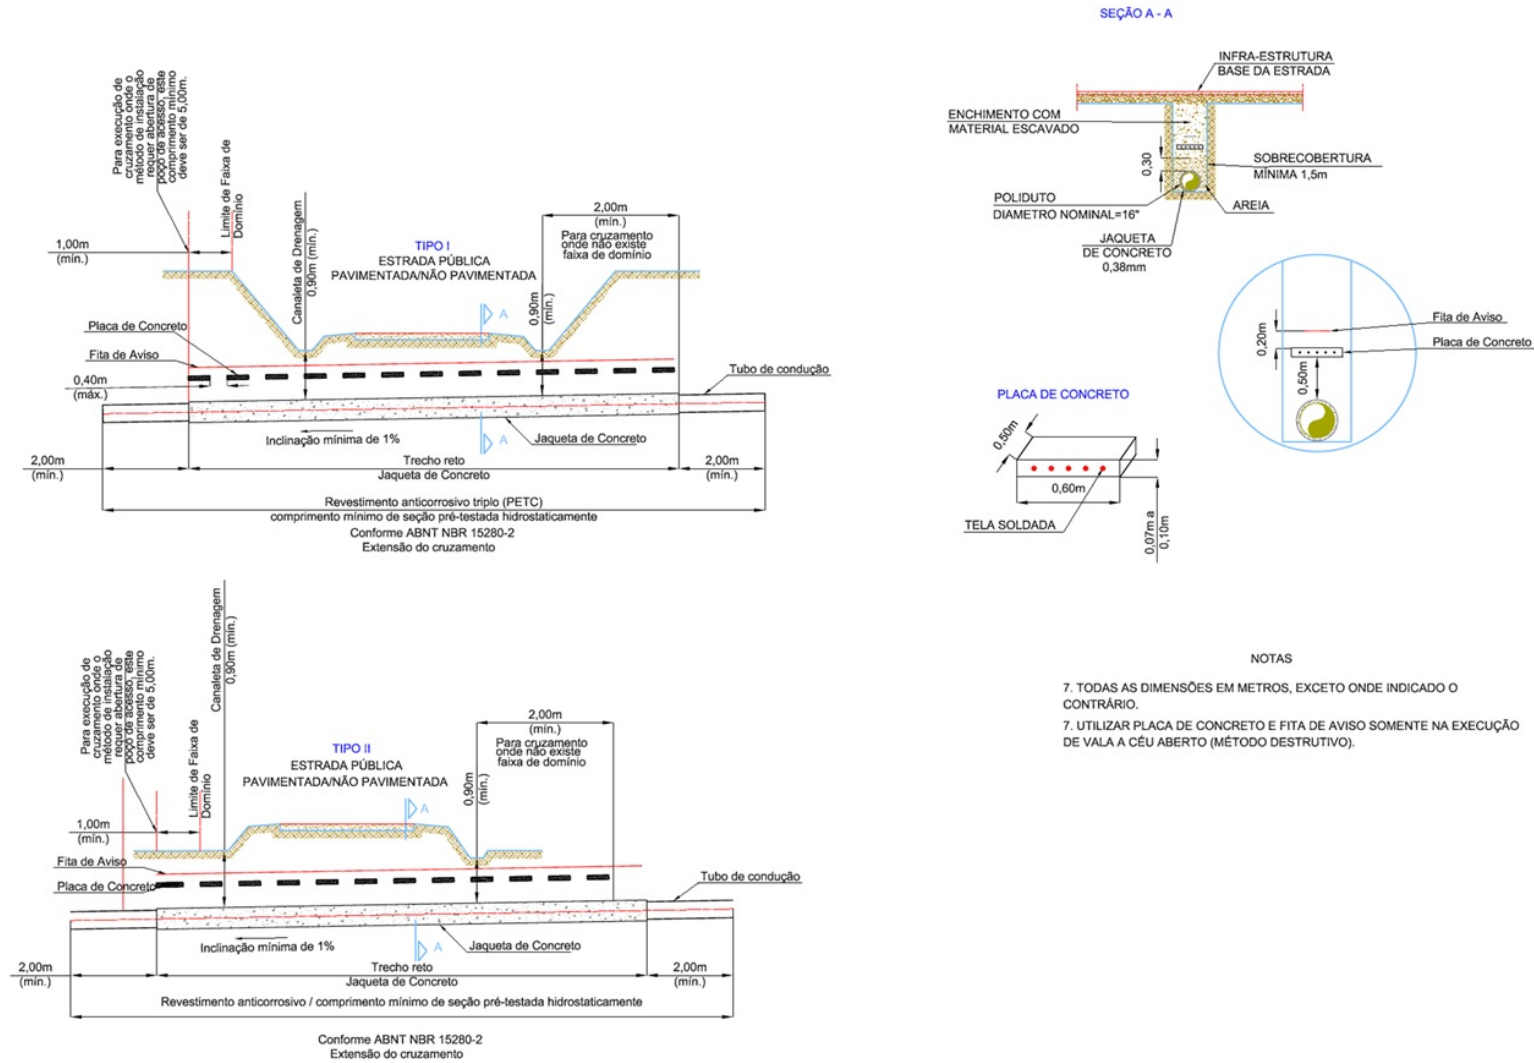 Para execução de
cruzamento onde o
método de instalação
requer abertura de
poço de acesso, este
comprimento mínimo
deve ser de 5,00m.
Limite de Faixa de
Domínio
1,00m
(mín.)
Canaleta de Drenagem
0,90m (mín.)
TIPO I
ESTRADA PÚBLICA
PAVIMENTADA/NÃO PAVIMENTADA
2,00m
(mín.)
Para cruzamento
onde não existe
faixa de domínio
0,90m
(mín.)
A
Placa de Concreto
Fita de Aviso
0,40m
(máx.)
Tubo de condução
Inclinação mínima de 1%
A
Jaqueta de Concreto
2,00m
(mín.)
Trecho reto
Jaqueta de Concreto
2,00m
(mín.)
Revestimento anticorrosivo triplo (PETC)
comprimento mínimo de seção pré-testada hidrostaticamente
Conforme ABNT NBR 15280-2
Extensão do cruzamento
Para execução de
cruzamento onde o
método de instalação
requer abertura de
poço de acesso, este
comprimento mínimo
deve ser de 5,00m.
Limite de Faixa de
Domínio
Canaleta de Drenagem
0,90m (mín.)
1,00m
(mín.)
TIPO II
ESTRADA PÚBLICA
PAVIMENTADA/NÃO PAVIMENTADA
2,00m
(mín.)
Para cruzamento
onde não existe
faixa de domínio
0,90m
(mín.)
A
Fita de Aviso
Placa de Concreto
Tubo de condução
Inclinação mínima de 1%
A
Jaqueta de Concreto
2,00m
(mín.)
Trecho reto
Jaqueta de Concreto
2,00m
(mín.)
Revestimento anticorrosivo / comprimento mínimo de seção pré-testada hidrostaticamente
Conforme ABNT NBR 15280-2
Extensão do cruzamento
SEÇÃO A - A
INFRA-ESTRUTURA
BASE DA ESTRADA
ENCHIMENTO COM
MATERIAL ESCAVADO
0,30
SOBRECOBERTURA
MÍNIMA 1,5m
POLIDUTO
DIAMETRO NOMINAL=16"
AREIA
JAQUETA
DE CONCRETO
0,38mm
Fita de Aviso
0,20m
Placa de Concreto
0,50m
PLACA DE CONCRETO
0,50m
0,60m
TELA SOLDADA
0,07m a
0,10m
NOTAS
7. TODAS AS DIMENSÕES EM METROS, EXCETO ONDE INDICADO O
CONTRÁRIO.
7. UTILIZAR PLACA DE CONCRETO E FITA DE AVISO SOMENTE NA EXECUÇÃO
DE VALA A CÉU ABERTO (MÉTODO DESTRUTIVO).